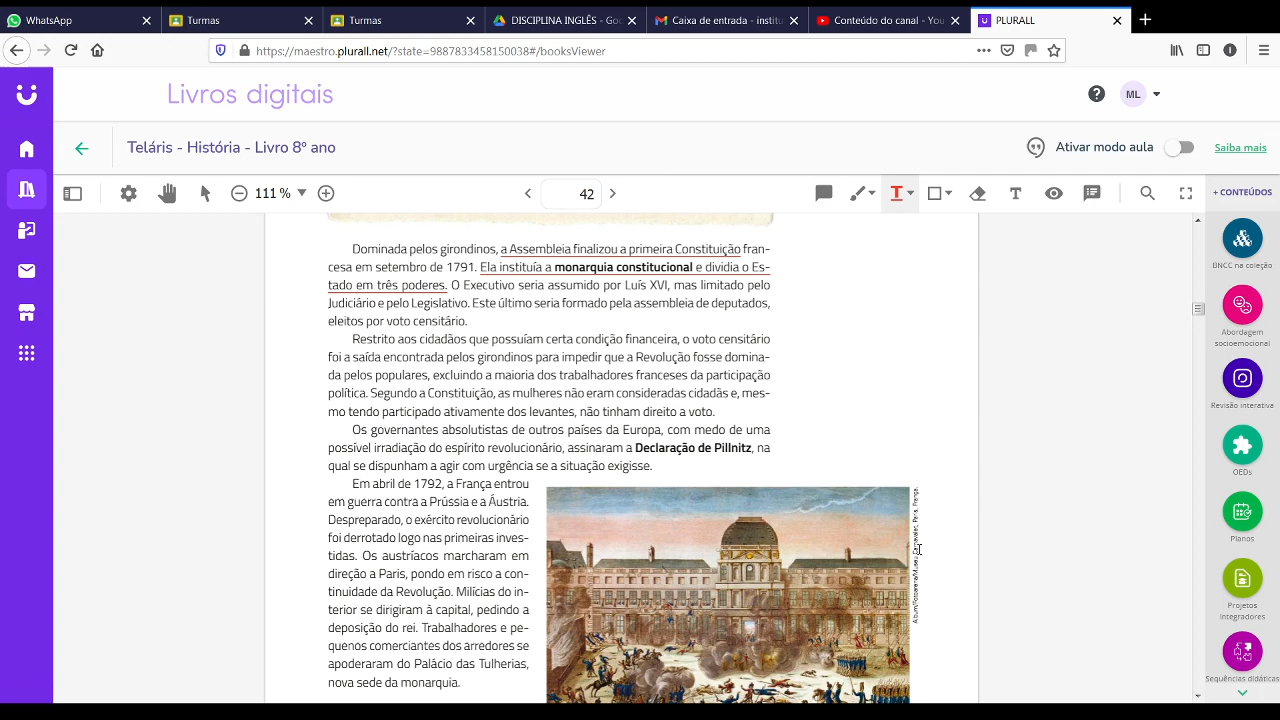 WhatsApp
Turmas
Turmas
DISCIPLINA INGLÊS - Goo
Caixa de entrada - institu
Conteúdo do canal - You
PLURALL
https://maestro.plurall.net/?state=9887833458150038#/booksViewer
Livros digitais
ML
Teláris - História - Livro 8º ano
Ativar modo aula
Saiba mais
111 %
42
+ CONTEÚDOS
Dominada pelos girondinos, a Assembleia finalizou a primeira Constituição fran-
cesa em setembro de 1791. Ela instituía a monarquia constitucional e dividia o Es-
tado em três poderes. O Executivo seria assumido por Luís XVI, mas limitado pelo
Judiciário e pelo Legislativo. Este último seria formado pela assembleia de deputados,
eleitos por voto censitário.
Restrito aos cidadãos que possuíam certa condição financeira, o voto censitário
foi a saída encontrada pelos girondinos para impedir que a Revolução fosse domina-
da pelos populares, excluindo a maioria dos trabalhadores franceses da participação
política. Segundo a Constituição, as mulheres não eram consideradas cidadãs e, mes-
mo tendo participado ativamente dos levantes, não tinham direito a voto.
Os governantes absolutistas de outros países da Europa, com medo de uma
possível irradiação do espírito revolucionário, assinaram a Declaração de Pillnitz, na
qual se dispunham a agir com urgência se a situação exigisse.
Em abril de 1792, a França entrou
em guerra contra a Prússia e a Áustria.
Despreparado, o exército revolucionário
foi derrotado logo nas primeiras inves-
tidas. Os austríacos marcharam em
direção a Paris, pondo em risco a con-
tinuidade da Revolução. Milícias do in-
terior se dirigiram à capital, pedindo a
deposição do rei. Trabalhadores e pe-
quenos comerciantes dos arredores se
apoderaram do Palácio das Tulherias,
nova sede da monarquia.
Album/Fotoarena/Museu Carnavalet, Paris, França.
BNCC na coleção
Abordagem
socioemocional
Revisão interativa
OEDs
Planos
Projetos
Integradores
Sequências didáticas